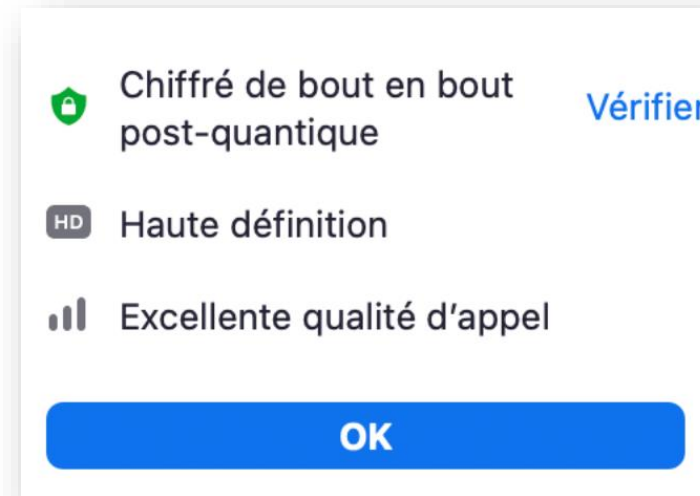 Chiffré de bout en bout
post-quantique
Vérifier
HD
Haute définition
Excellente qualité d’appel
OK